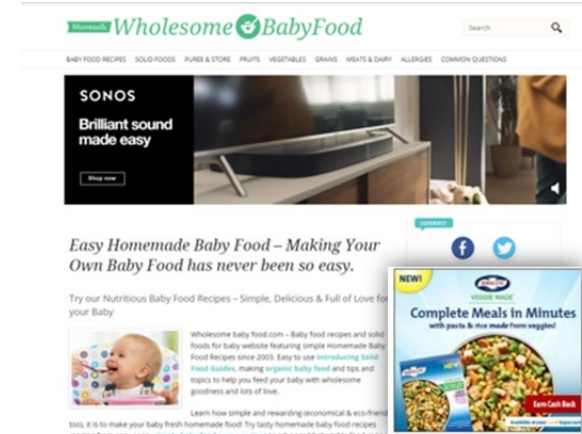 Momtastic Wholesome BabyFood
Search
BABY FOOD RECIPES SOLID FOODS PUREE & STORE FRUITS VEGETABLES GRAINS MEATS & DAIRY ALLERGIES COMMON QUESTIONS
SONOS
Brilliant sound
made easy
Shop now
connect
Easy Homemade Baby Food – Making Your
Own Baby Food has never been so easy.
Try our Nutritious Baby Food Recipes – Simple, Delicious & Full of Love for
your Baby
Wholesome baby food.com – Baby food recipes and solid
foods for baby website featuring simple Homemade Baby
Food Recipes since 2003. Easy to use Introducing Solid
Food Guides, making organic baby food and tips and
topics to help you feed your baby with wholesome
goodness and lots of love.
Learn how simple and rewarding (economical & eco-friend
too), it is to make your baby fresh homemade food! Try tasty homemade baby food recipes
NEW!
VEGGIE MADE
Complete Meals in Minutes
with pasta & rice made from veggies!
Earn Cash Back